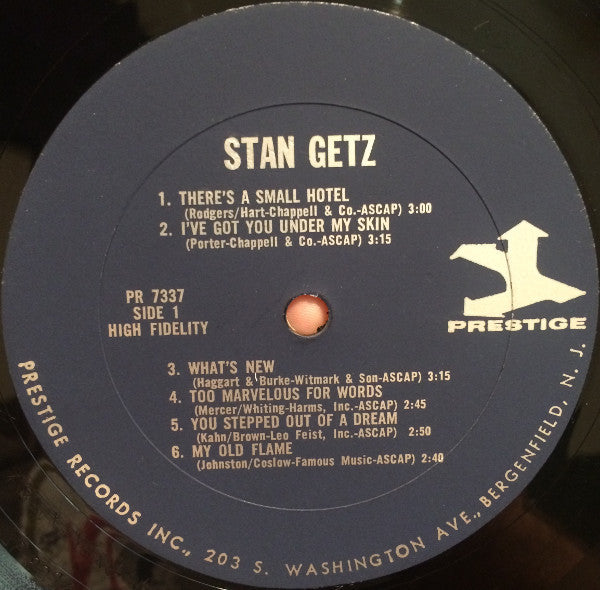 STAN GETZ
1. THERE'S A SMALL HOTEL
(Rodgers/Hart-Chappell & Co.-ASCAP) 3:00
2. I'VE GOT YOU UNDER MY SKIN
(Porter-Chappell & Co.-ASCAP) 3:15
PR 7337
SIDE 1
HIGH FIDELITY
PRESTIGE
3. WHAT'S NEW
(Haggart & Burke-Witmark & Son-ASCAP) 3:15
4. TOO MARVELOUS FOR WORDS
(Mercer/Whiting-Harms, Inc.-ASCAP) 2:45
5. YOU STEPPED OUT OF A DREAM
(Kahn/Brown-Leo Feist, Inc.-ASCAP) 2:50
6. MY OLD FLAME
(Johnston/Coslow-Famous Music-ASCAP) 2:40
PRESTIGE RECORDS INC., 203 S. WASHINGTON AVE., BERGENFIELD, N. J.